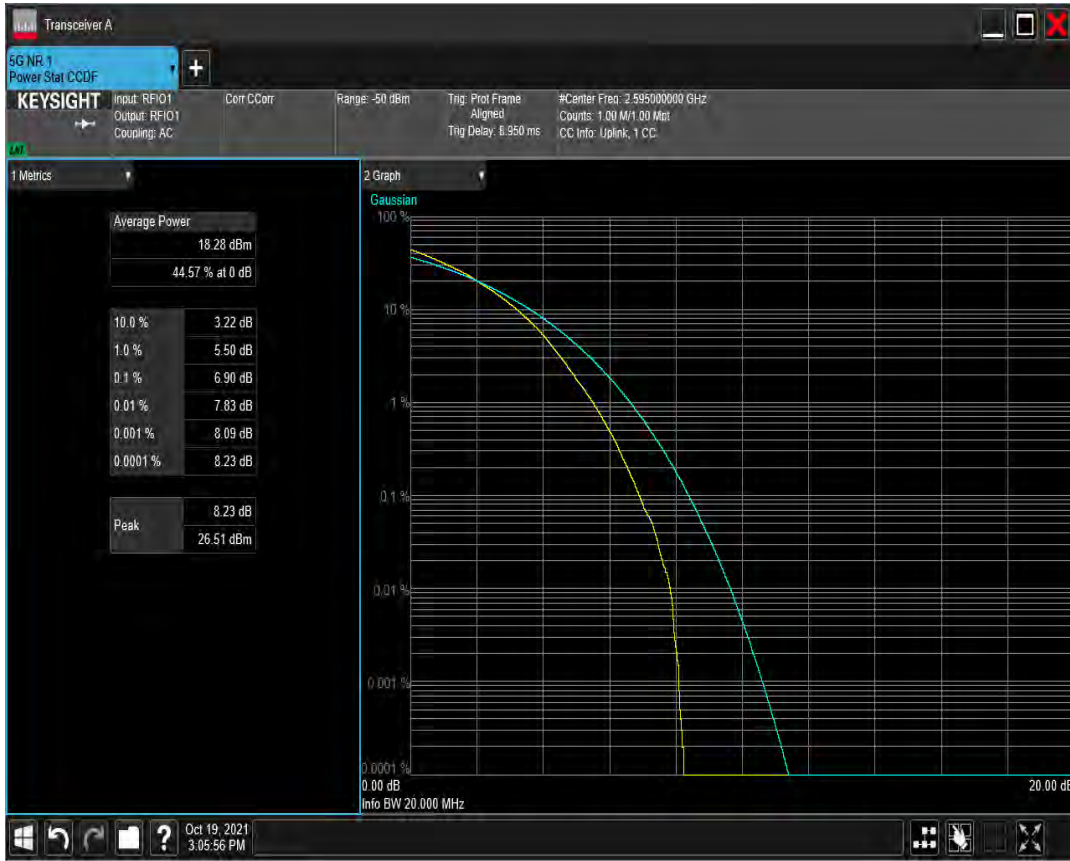 Transceiver A
5G NR 1
Power Stat CCDF
+
KEYSIGHT
Input: RFIO1
Output: RFIO1
Coupling: AC
Corr CCorr
Range: -50 dBm
Trig: Prot Frame
Aligned
Trig Delay: 8.950 ms
#Center Freq: 2.595000000 GHz
Counts: 1.00 M/1.00 Mpt
CC Info: Uplink, 1 CC
1 Metrics
Average Power
18.28 dBm
44.57 % at 0 dB
10.0 % 3.22 dB
1.0 % 5.50 dB
0.1 % 6.90 dB
0.01 % 7.83 dB
0.001 % 8.09 dB
0.0001 % 8.23 dB
Peak
8.23 dB
26.51 dBm
2 Graph
Gaussian
100 %
10 %
1 %
0.1 %
0.01 %
0.001 %
0.0001 %
0.00 dB
20.00 dB
Info BW 20.000 MHz
?
Oct 19, 2021
3:05:56 PM